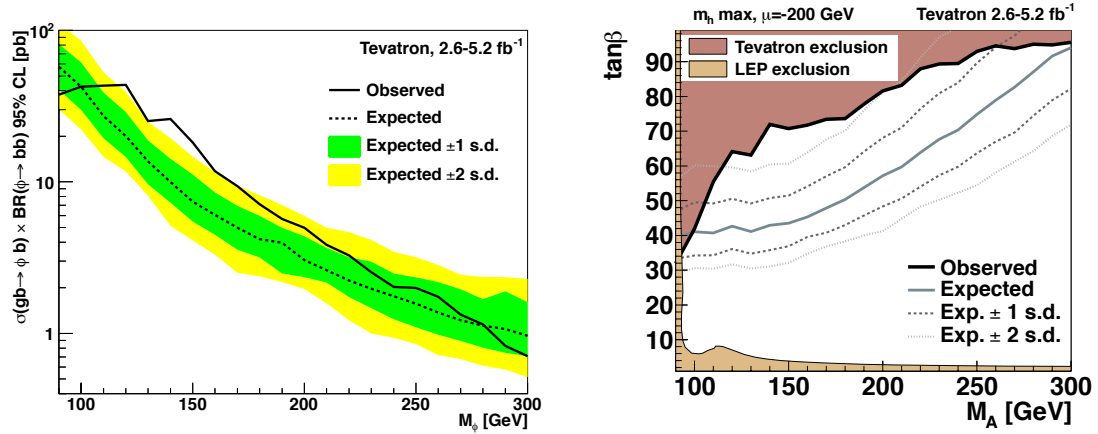 σ(gb→ φ b) × BR(φ→ bb) 95% CL [pb]
10²
10
1
Tevatron, 2.6-5.2 fb⁻¹
Observed
Expected
Expected ±1 s.d.
Expected ±2 s.d.
100 150 200 250 300
M_φ [GeV]
m_h max, μ=-200 GeV Tevatron 2.6-5.2 fb⁻¹
tanβ
Tevatron exclusion
LEP exclusion
90
80
70
60
50
40
30
20
10
Observed
Expected
Exp. ± 1 s.d.
Exp. ± 2 s.d.
100 150 200 250 300
M_A [GeV]